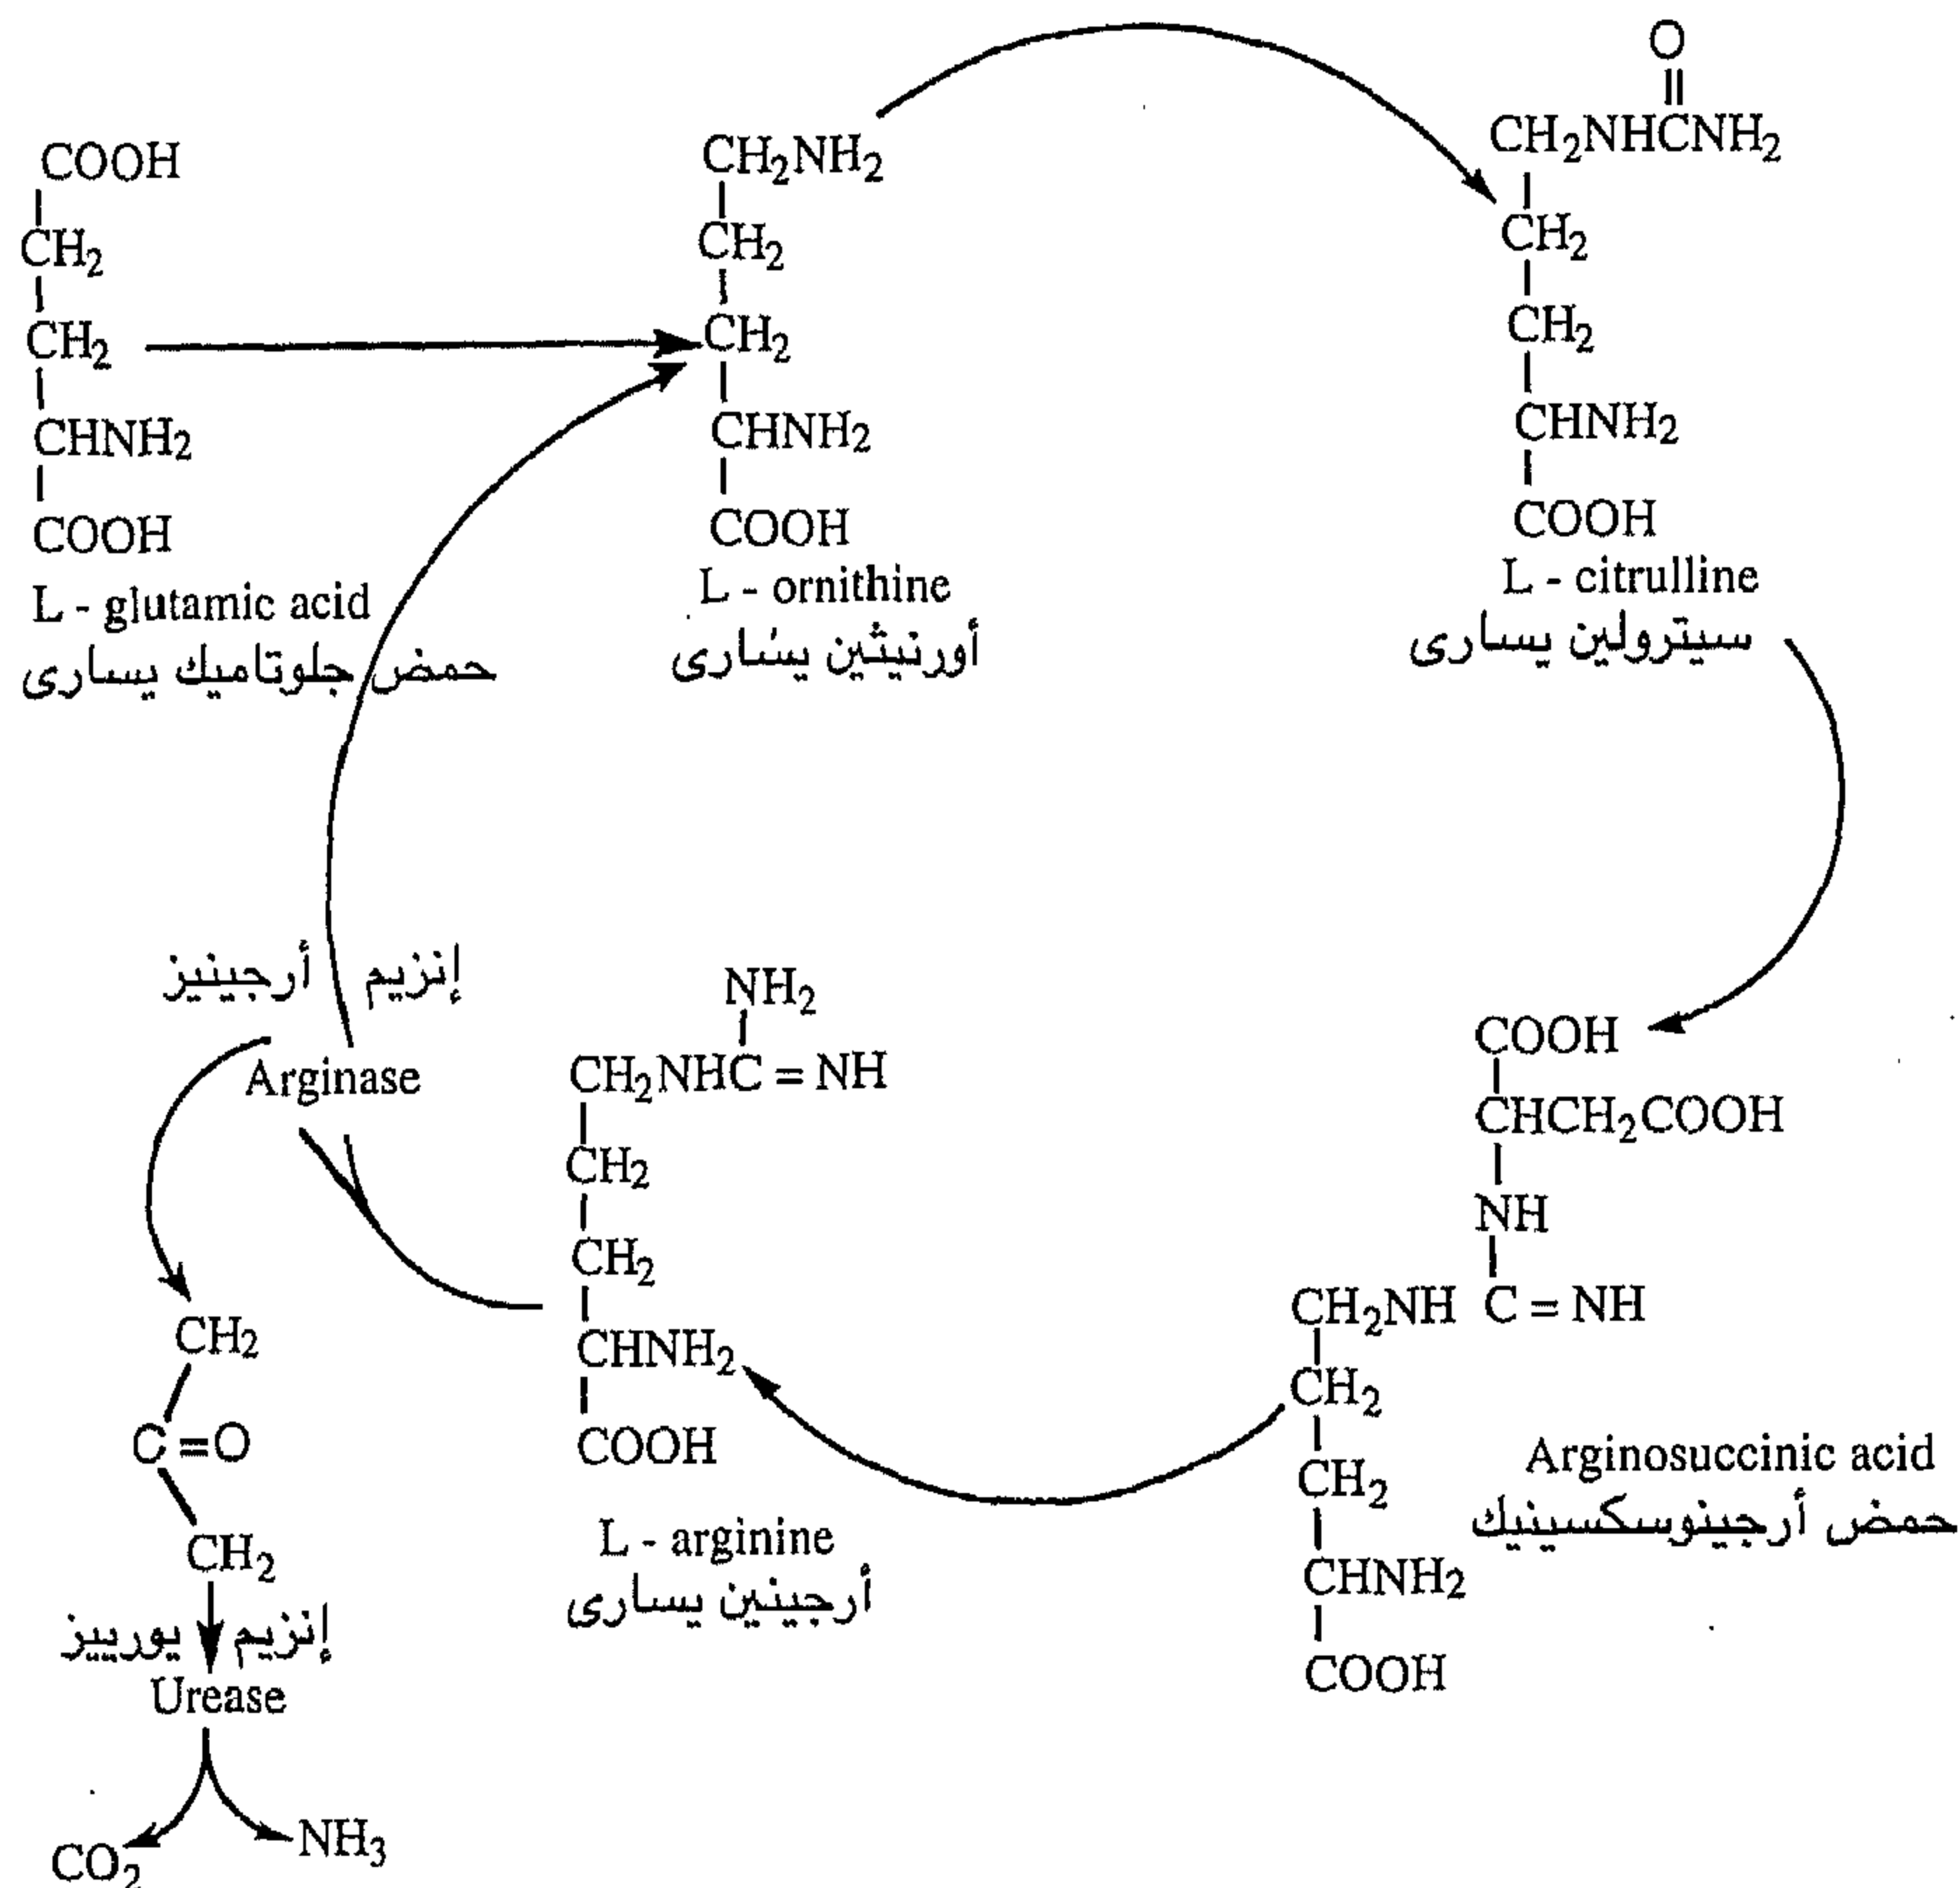 COOH
CH₂
CH₂
CHNH₂
COOH
L - glutamic acid
حمض جلوتاميك يسارى
CH₂NH₂
CH₂
CH₂
CHNH₂
COOH
L - ornithine
أورنيثين يسارى
O
CH₂NHCNH₂
CH₂
CH₂
CHNH₂
COOH
L - citrulline
سيترولين يسارى
COOH
CHCH₂COOH
NH
CH₂NH C = NH
CH₂
CH₂
CHNH₂
COOH
Arginosuccinic acid
حمض أرجينوسكسينيك
NH₂
CH₂NHC = NH
CH₂
CH₂
CHNH₂
COOH
L - arginine
أرجينين يسارى
إنزيم أرجينيز
Arginase
CH₂
C=O
CH₂
إنزيم يورييز
Urease
CO₂
NH₃